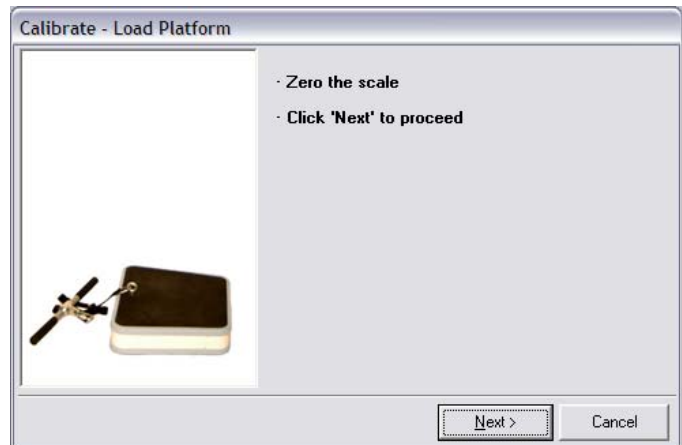 Calibrate - Load Platform
· Zero the scale
· Click 'Next' to proceed
Next >
Cancel